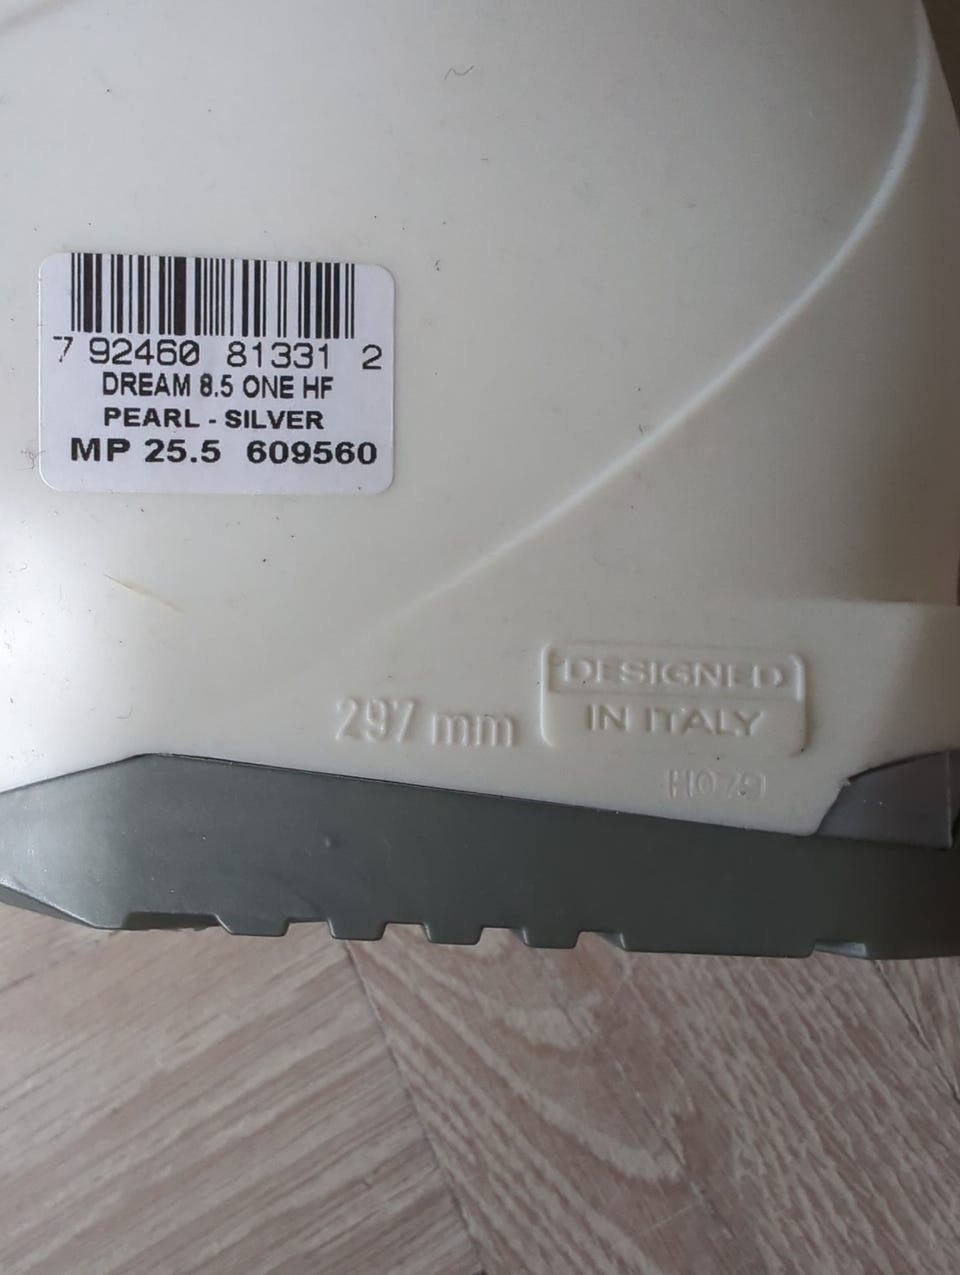 7 92460 81331 2
DREAM 8.5 ONE HF
PEARL - SILVER
MP 25.5 609560
297 mm
DESIGNED
IN ITALY
H079